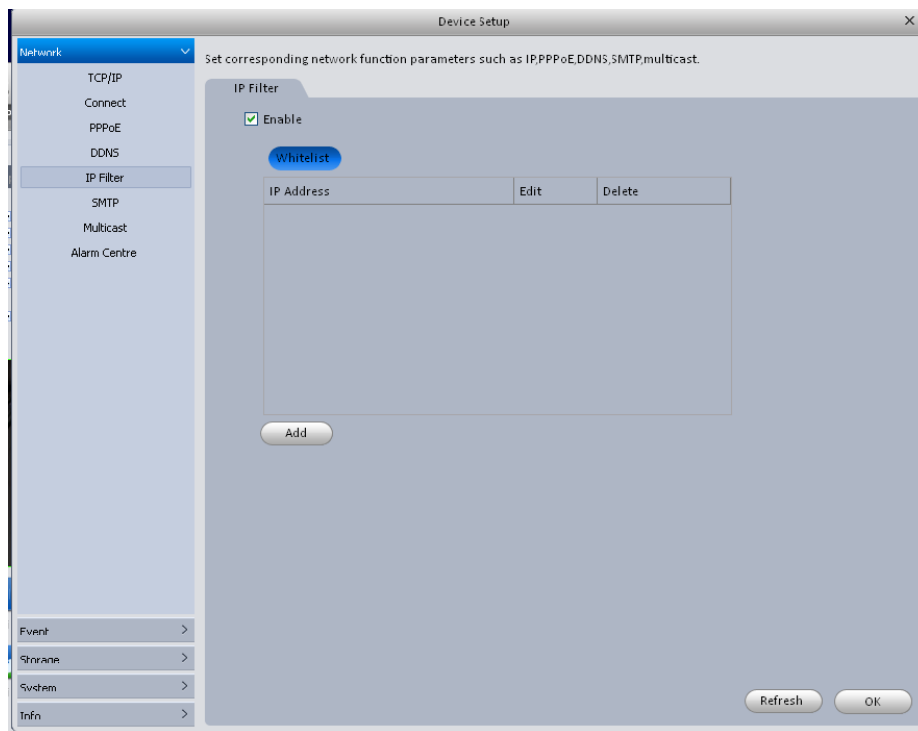 Device Setup
Network
TCP/IP
Connect
PPPoE
DDNS
IP Filter
SMTP
Multicast
Alarm Centre
Event
Storage
System
Info
Set corresponding network function parameters such as IP,PPPoE,DDNS,SMTP,multicast.
IP Filter
Enable
Whitelist
IP Address Edit Delete
Add
Refresh OK